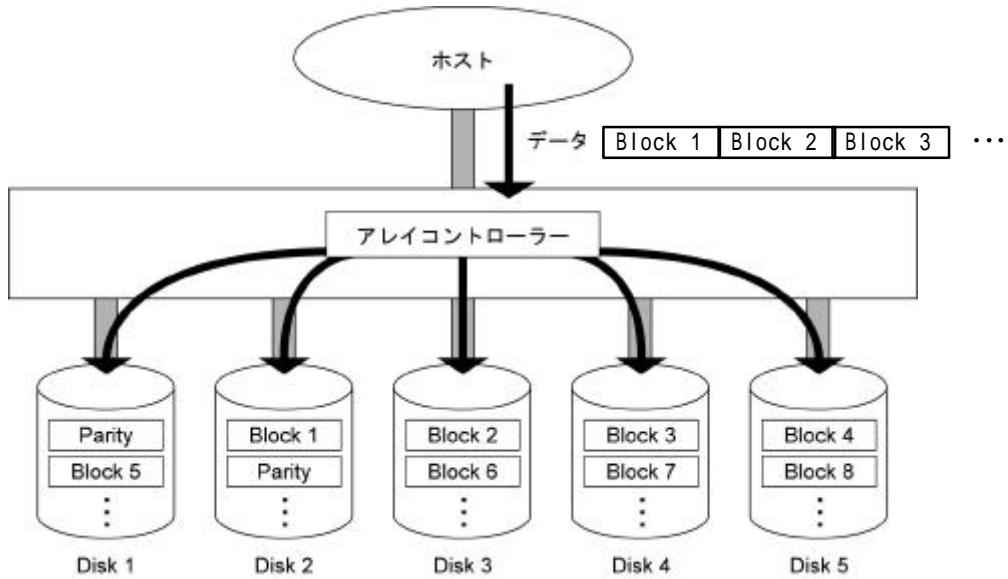 ホスト
データ Block 1 Block 2 Block 3 ･･･
アレイコントローラー
Parity Block 1 Block 2 Block 3 Block 4
Block 5 Parity Block 6 Block 7 Block 8
Disk 1 Disk 2 Disk 3 Disk 4 Disk 5